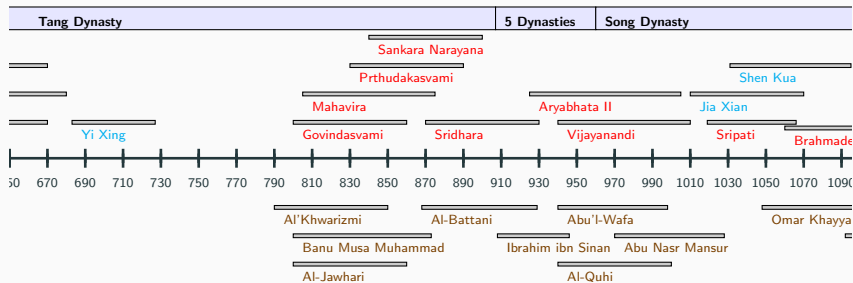 Tang Dynasty 5 Dynasties Song Dynasty
Sankara Narayana
Prthudakasvami Shen Kua
Mahavira Aryabhata II Jia Xian
Yi Xing Govindasvami Sridhara Vijayanandi Sripati
Brahmade
50 670 690 710 730 750 770 790 810 830 850 870 890 910 930 950 970 990 1010 1030 1050 1070 1090
Al'Khwarizmi Al-Battani Abu'l-Wafa Omar Khayya
Banu Musa Muhammad Ibrahim ibn Sinan Abu Nasr Mansur
Al-Jawhari Al-Quhi